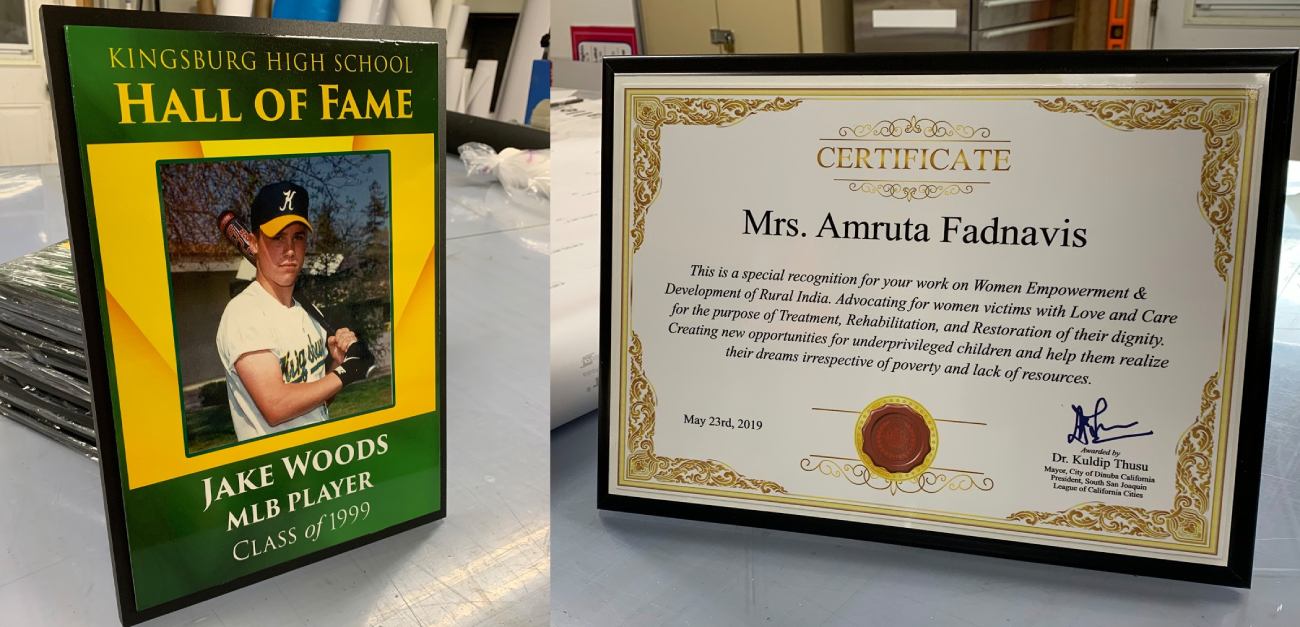 KINGSBURG HIGH SCHOOL
HALL OF FAME
H
JAKE WOODS
MLB PLAYER
CLASS of 1999
CERTIFICATE
Mrs. Amruta Fadnavis
This is a special recognition for your work on Women Empowerment &
Development of Rural India. Advocating for women victims with Love and Care
for the purpose of Treatment, Rehabilitation, and Restoration of their dignity.
Creating new opportunities for underprivileged children and help them realize
their dreams irrespective of poverty and lack of resources.
May 23rd, 2019
Awarded by
Dr. Kuldip Thusu
Mayor, City of Dinuba California
President, South San Joaquin
League of California Cities